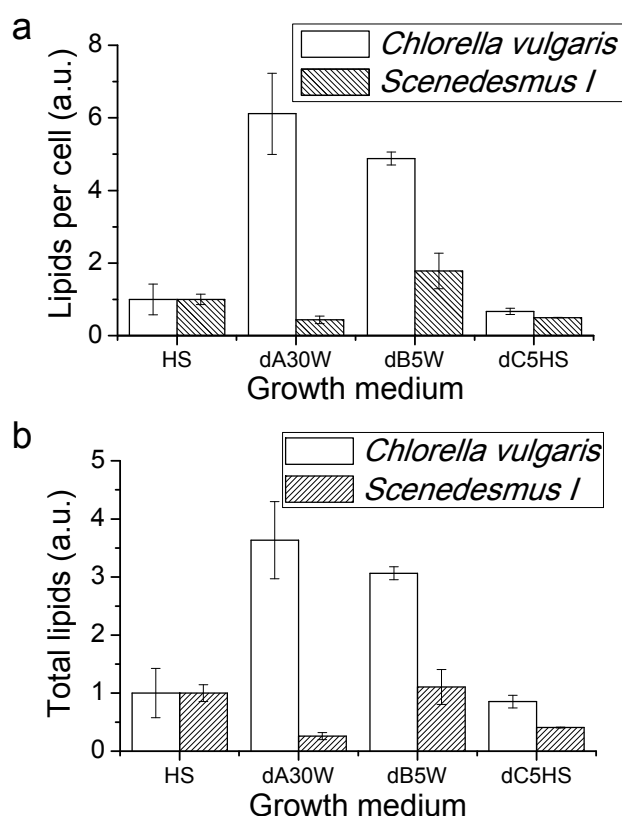 a
Chlorella vulgaris
Scenedesmus I
8
6
4
2
0
Lipids per cell (a.u.)
HS dA30W dB5W dC5HS
Growth medium
b
Chlorella vulgaris
Scenedesmus I
5
4
3
2
1
0
Total lipids (a.u.)
HS dA30W dB5W dC5HS
Growth medium